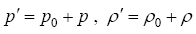 p′ = p₀ + p , ρ′ = ρ₀ + ρ